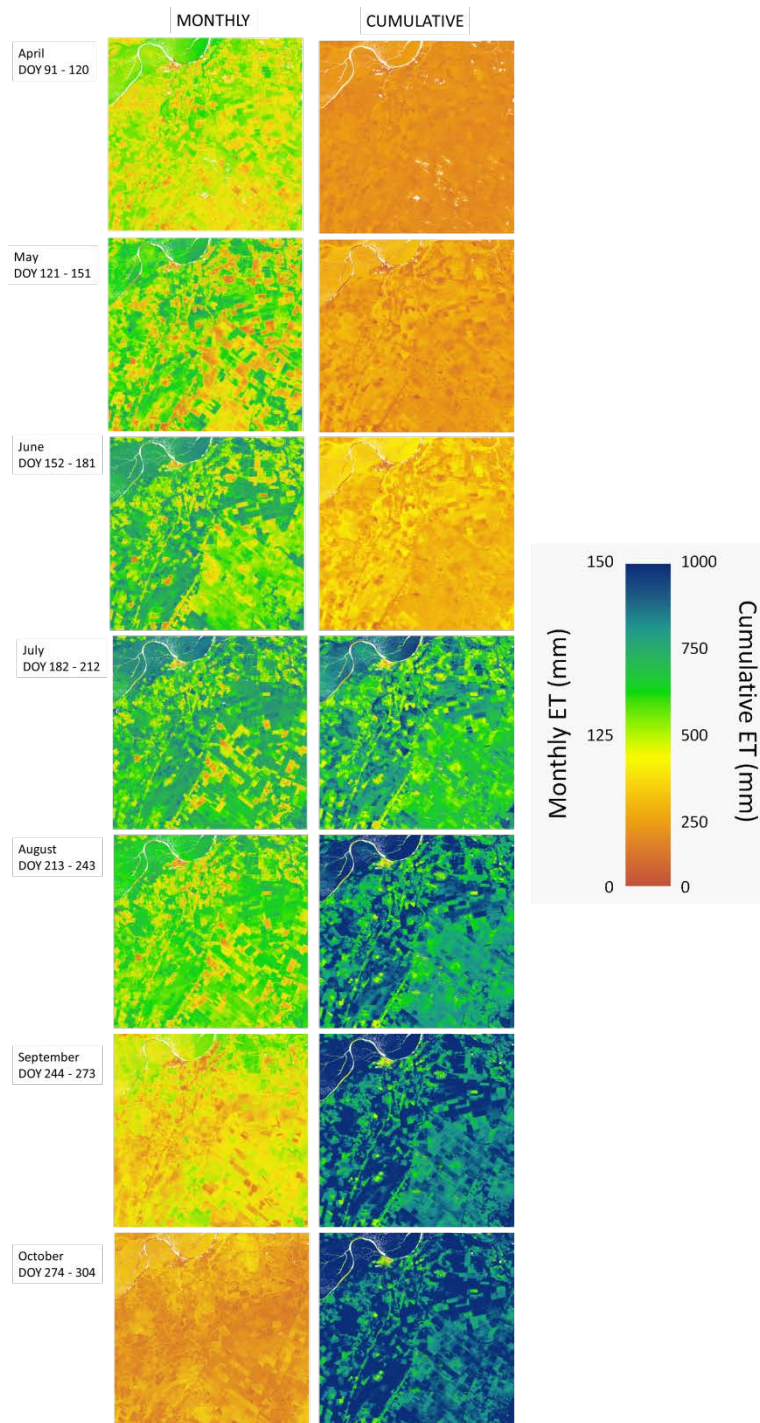 MONTHLY
CUMULATIVE
April
DOY 91 - 120
May
DOY 121 - 151
June
DOY 152 - 181
July
DOY 182 - 212
August
DOY 213 - 243
September
DOY 244 - 273
October
DOY 274 - 304
Monthly ET (mm)
150
125
0
1000
750
500
250
0
Cumulative ET (mm)